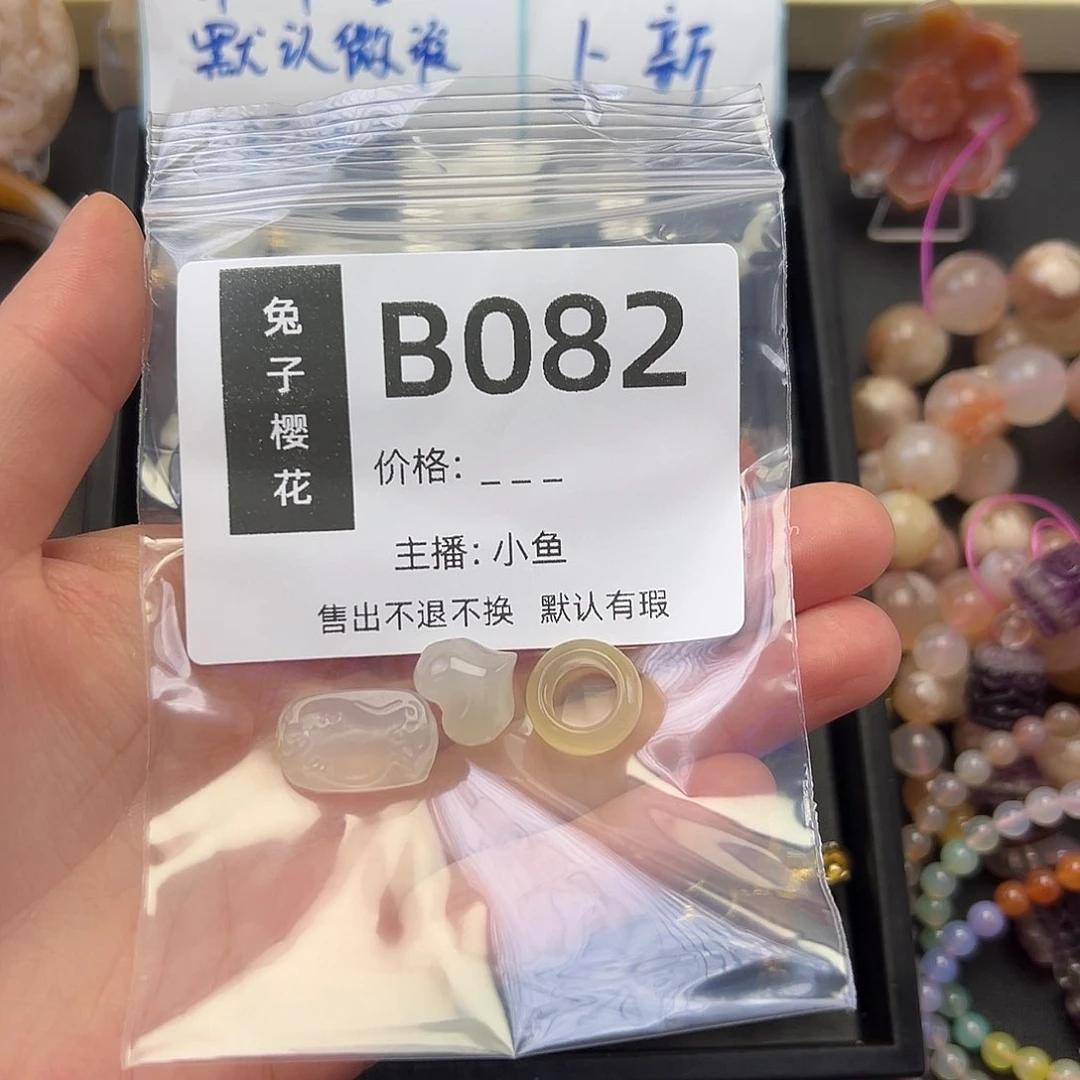 默认微瑕
上新
兔子樱花
B082
价格: _ _ _
主播: 小鱼
售出不退不换 默认有瑕